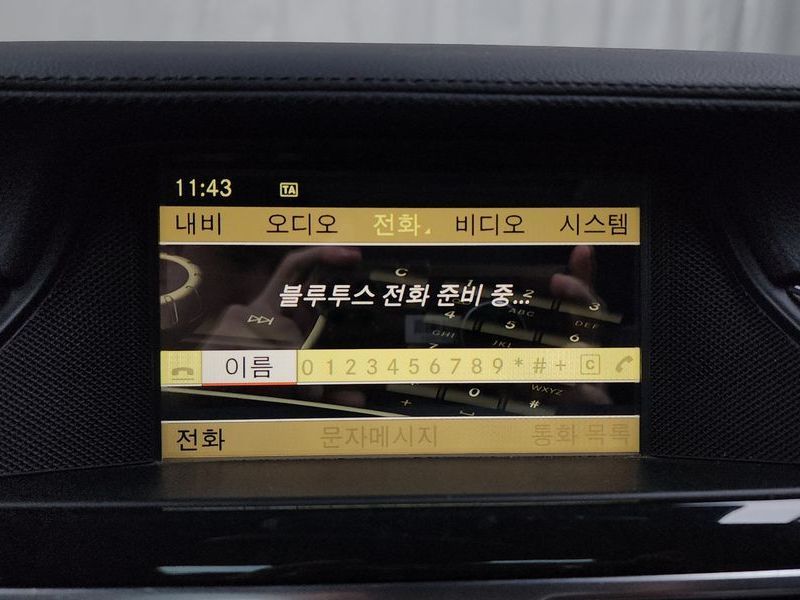 11:43 TA
내비 오디오 전화 비디오 시스템
블루투스 전화 준비 중...
이름 0 1 2 3 4 5 6 7 8 9 * # + C
전화 문자메시지 통화 목록